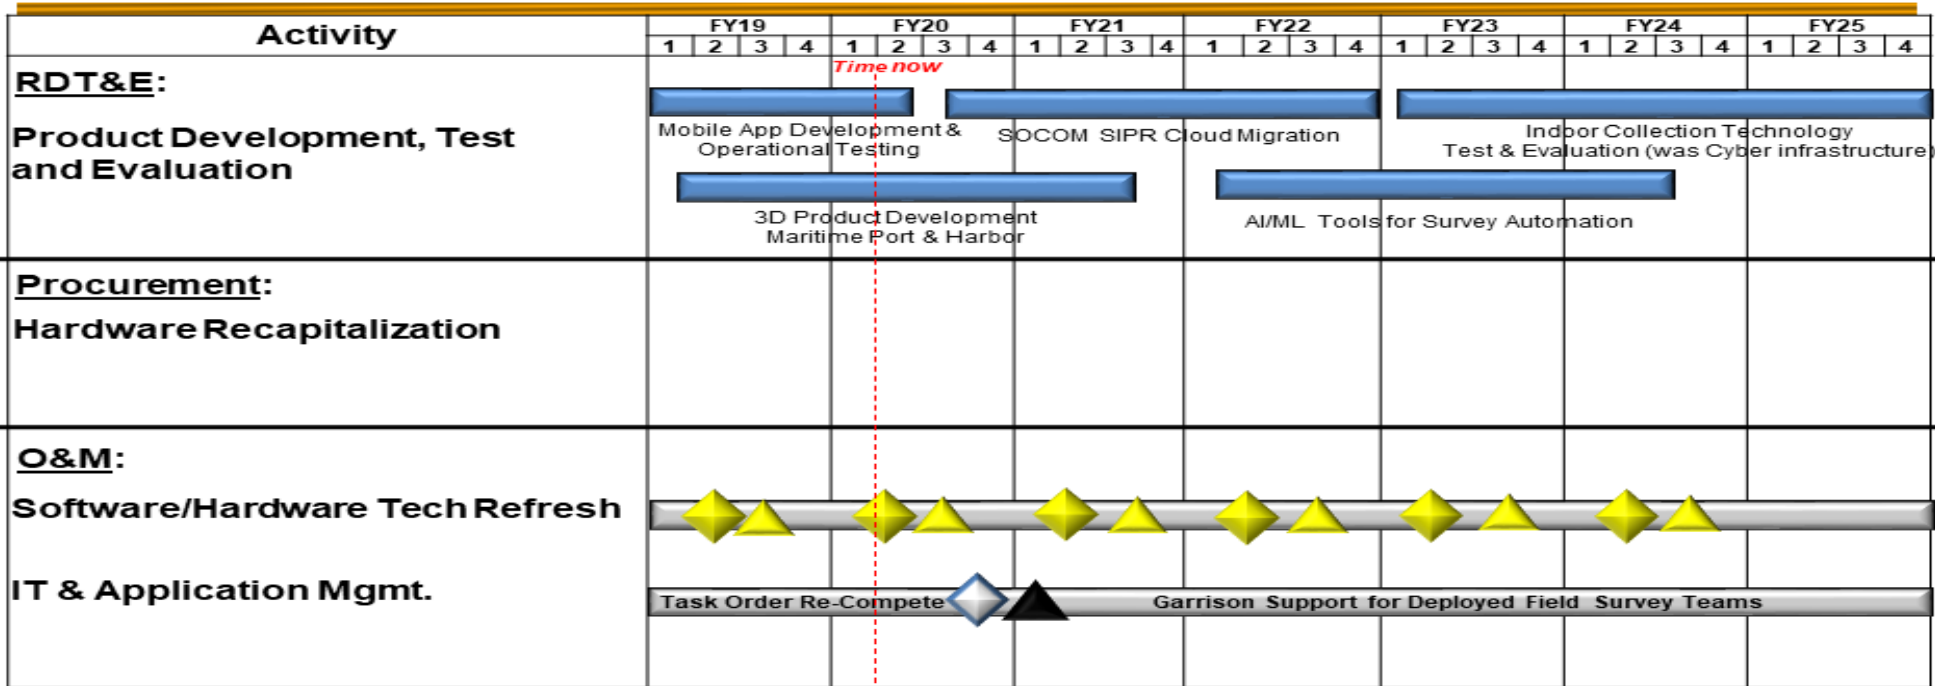 Activity
FY19 FY20 FY21 FY22 FY23 FY24 FY25
1 2 3 4 1 2 3 4 1 2 3 4 1 2 3 4 1 2 3 4 1 2 3 4 1 2 3 4
Time now
RDT&E:
Product Development, Test
and Evaluation
Mobile App Development &
Operational Testing
SOCOM SIPR Cloud Migration
Indoor Collection Technology
Test & Evaluation (was Cyber infrastructure)
3D Product Development
Maritime Port & Harbor
AI/ML Tools for Survey Automation
Procurement:
Hardware Recapitalization
O&M:
Software/Hardware Tech Refresh
IT & Application Mgmt.
Task Order Re-Compete
Garrison Support for Deployed Field Survey Teams